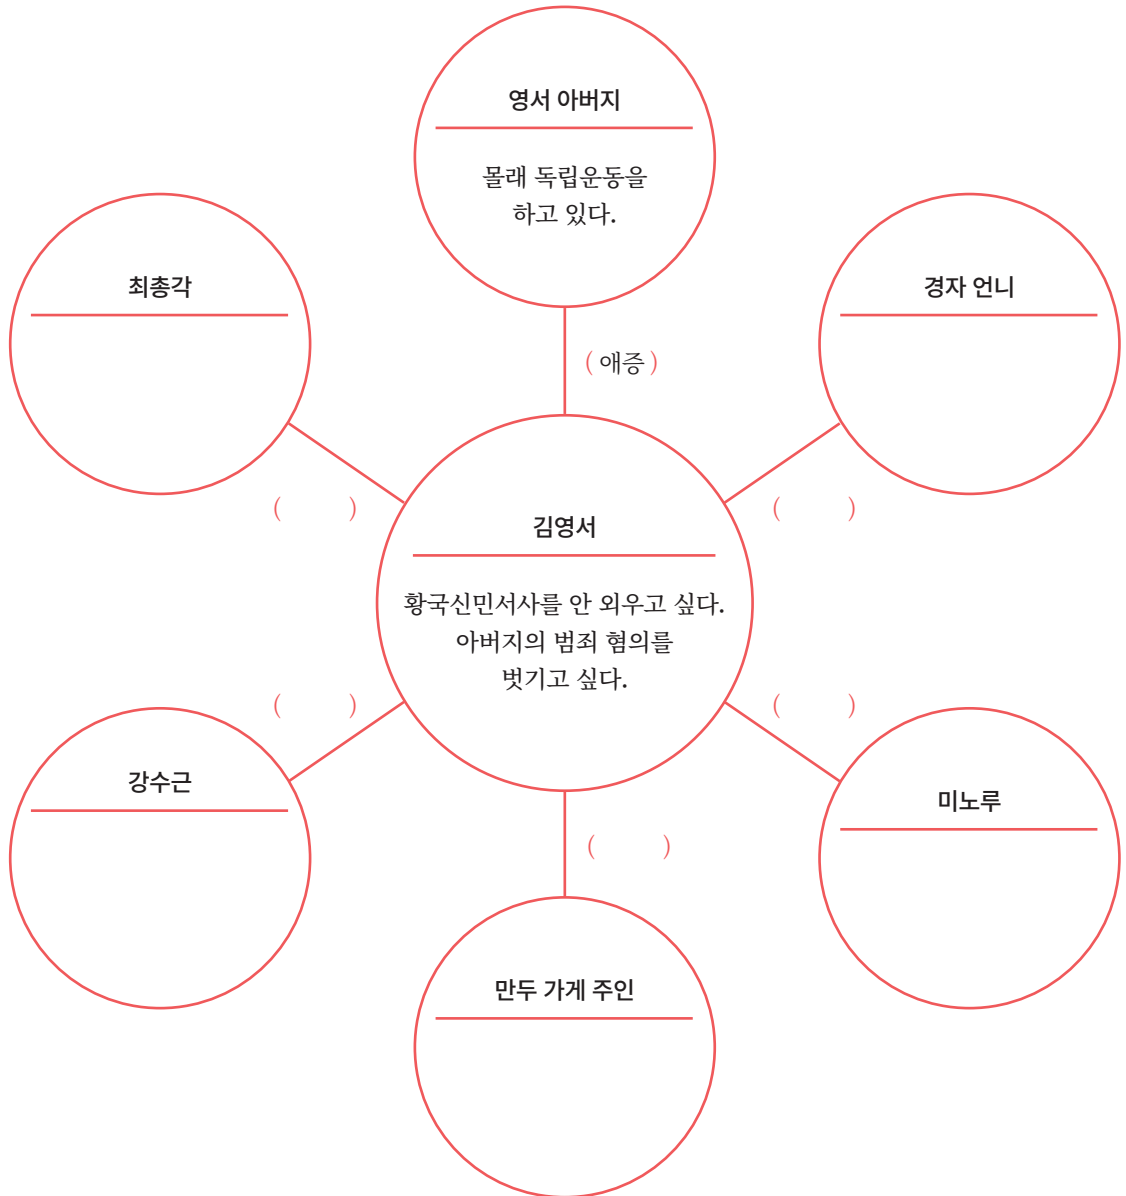 영서 아버지
몰래 독립운동을
하고 있다.
최총각
경자 언니
( 애증 )
( )
( )
김영서
황국신민서사를 안 외우고 싶다.
아버지의 범죄 혐의를
벗기고 싶다.
( )
( )
강수근
미노루
( )
만두 가게 주인